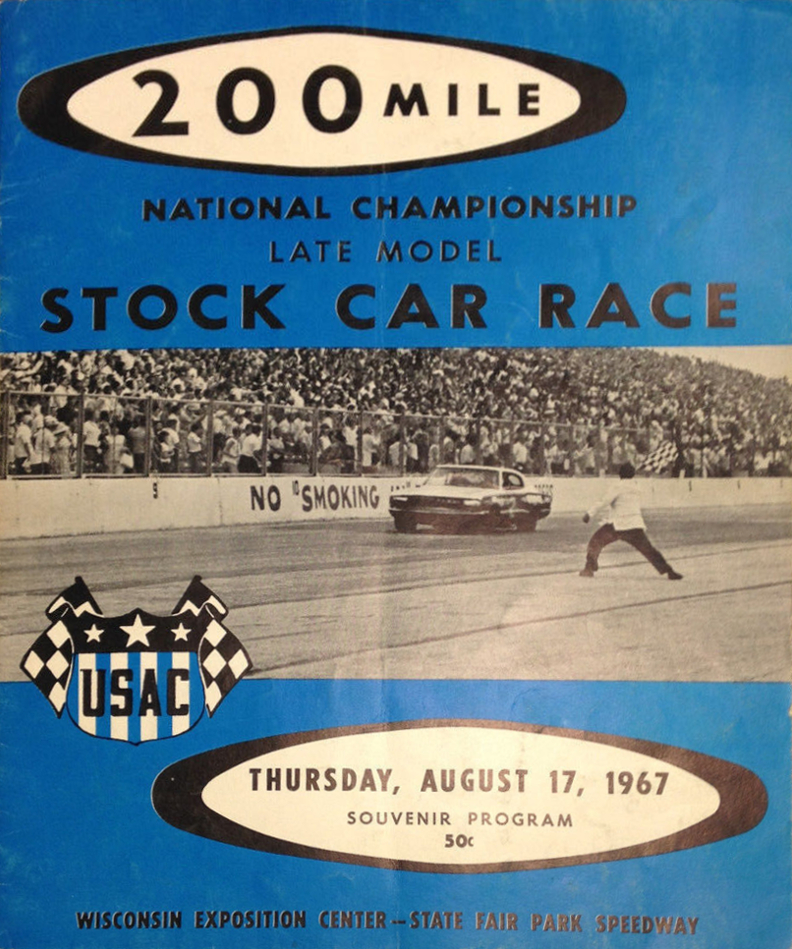 200 MILE
NATIONAL CHAMPIONSHIP
LATE MODEL
STOCK CAR RACE
NO SMOKING
USAC
THURSDAY, AUGUST 17, 1967
SOUVENIR PROGRAM
50¢
WISCONSIN EXPOSITION CENTER—STATE FAIR PARK SPEEDWAY